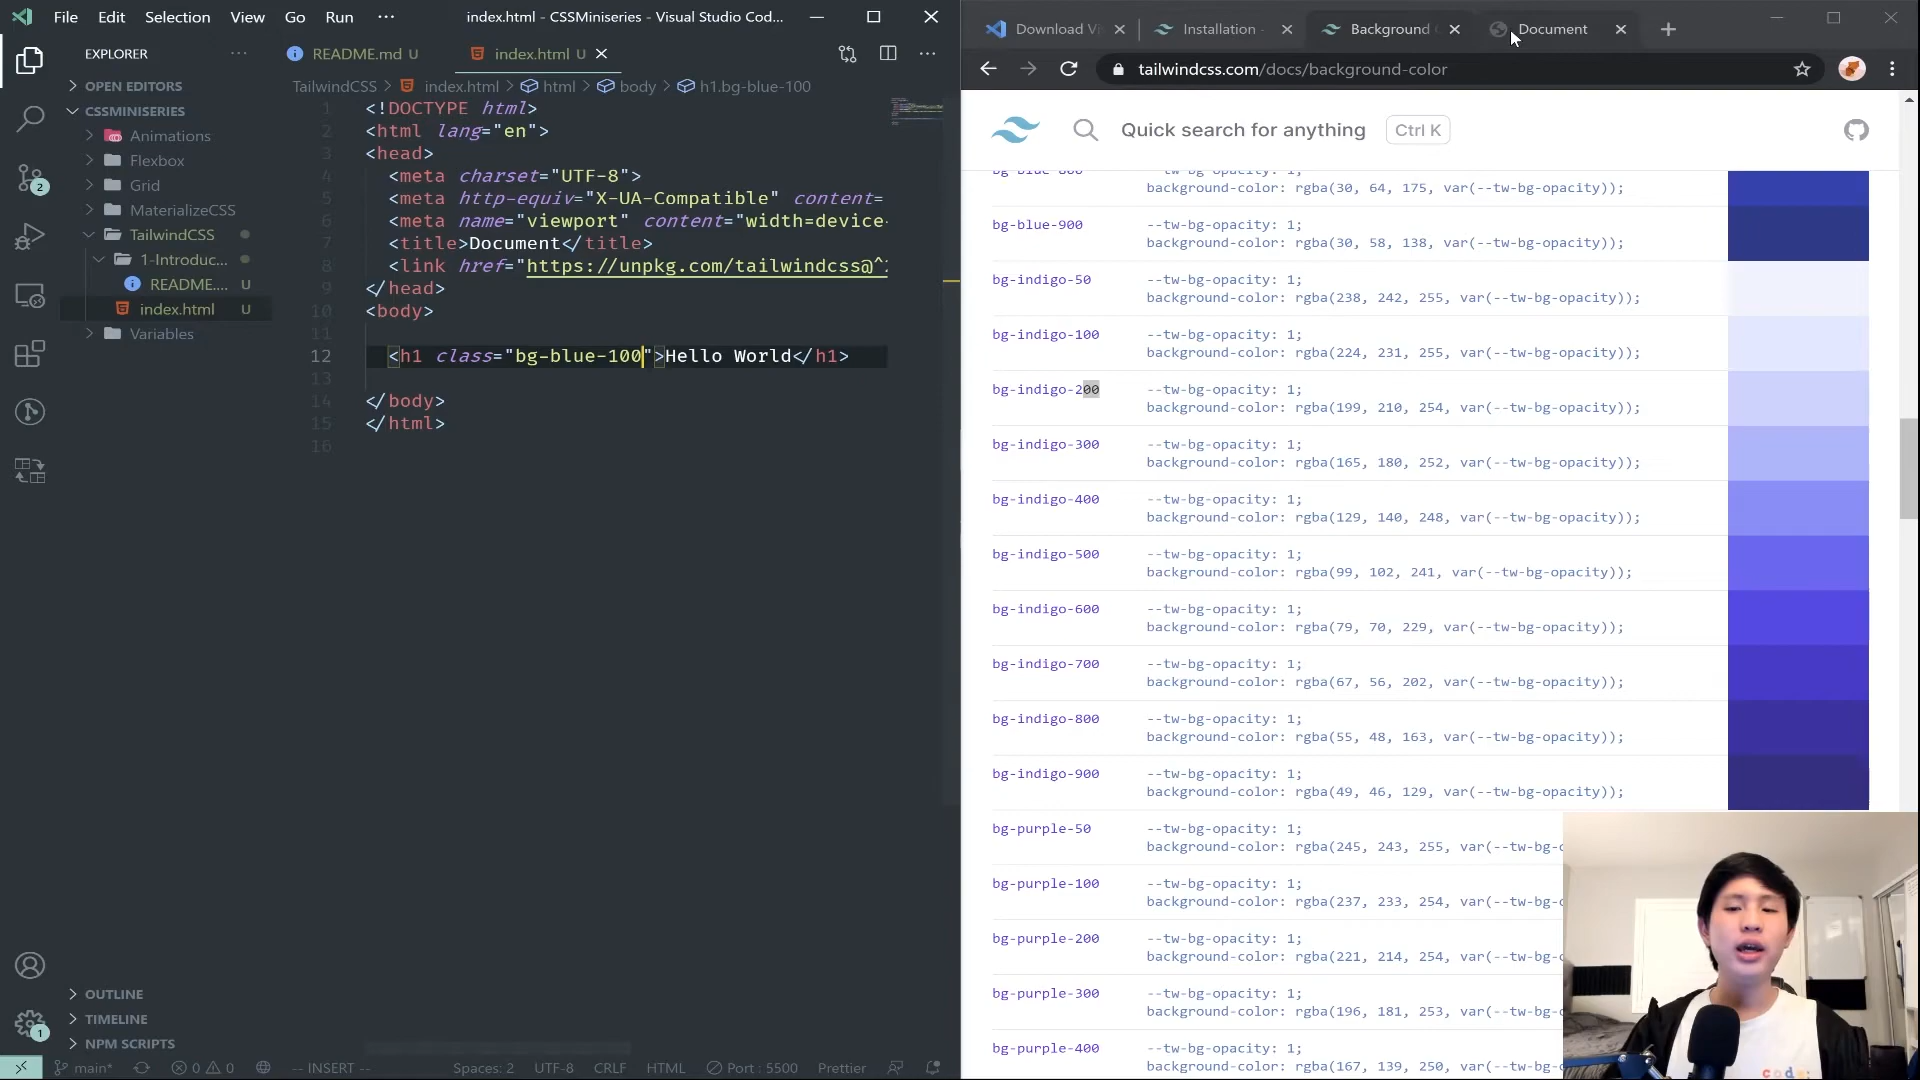 File Edit Selection View Go Run ··· index.html - CSSMiniseries - Visual Studio Cod...
EXPLORER ···
OPEN EDITORS
CSSMINISERIES
Animations
Flexbox
Grid
MaterializeCSS
TailwindCSS
1-Introduc...
README.... U
index.html U
Variables
OUTLINE
TIMELINE
NPM SCRIPTS
2
1
README.md U
index.html U
TailwindCSS > index.html > html > body > h1.bg-blue-100
1 <!DOCTYPE html>
2 <html lang="en">
3 <head>
4 <meta charset="UTF-8">
5 <meta http-equiv="X-UA-Compatible" content=
6 <meta name="viewport" content="width=device-
7 <title>Document</title>
8 <link href="https://unpkg.com/tailwindcss@^
9 </head>
10 <body>
11
12 <h1 class="bg-blue-100">Hello World</h1>
13
14 </body>
15 </html>
16
main* 0 0 -- INSERT -- Spaces: 2 UTF-8 CRLF HTML Port : 5500 Prettier
Download Vi Installation - Background Document
tailwindcss.com/docs/background-color
Quick search for anything Ctrl K
bg-blue-800 --tw-bg-opacity: 1;
background-color: rgba(30, 64, 175, var(--tw-bg-opacity));
bg-blue-900 --tw-bg-opacity: 1;
background-color: rgba(30, 58, 138, var(--tw-bg-opacity));
bg-indigo-50 --tw-bg-opacity: 1;
background-color: rgba(238, 242, 255, var(--tw-bg-opacity));
bg-indigo-100 --tw-bg-opacity: 1;
background-color: rgba(224, 231, 255, var(--tw-bg-opacity));
bg-indigo-200 --tw-bg-opacity: 1;
background-color: rgba(199, 210, 254, var(--tw-bg-opacity));
bg-indigo-300 --tw-bg-opacity: 1;
background-color: rgba(165, 180, 252, var(--tw-bg-opacity));
bg-indigo-400 --tw-bg-opacity: 1;
background-color: rgba(129, 140, 248, var(--tw-bg-opacity));
bg-indigo-500 --tw-bg-opacity: 1;
background-color: rgba(99, 102, 241, var(--tw-bg-opacity));
bg-indigo-600 --tw-bg-opacity: 1;
background-color: rgba(79, 70, 229, var(--tw-bg-opacity));
bg-indigo-700 --tw-bg-opacity: 1;
background-color: rgba(67, 56, 202, var(--tw-bg-opacity));
bg-indigo-800 --tw-bg-opacity: 1;
background-color: rgba(55, 48, 163, var(--tw-bg-opacity));
bg-indigo-900 --tw-bg-opacity: 1;
background-color: rgba(49, 46, 129, var(--tw-bg-opacity));
bg-purple-50 --tw-bg-opacity: 1;
background-color: rgba(245, 243, 255, var(--tw-bg-
bg-purple-100 --tw-bg-opacity: 1;
background-color: rgba(237, 233, 254, var(--tw-bg-
bg-purple-200 --tw-bg-opacity: 1;
background-color: rgba(221, 214, 254, var(--tw-bg-
bg-purple-300 --tw-bg-opacity: 1;
background-color: rgba(196, 181, 253, var(--tw-bg-
bg-purple-400 --tw-bg-opacity: 1;
background-color: rgba(167, 139, 250, var(--tw-bg-
code: